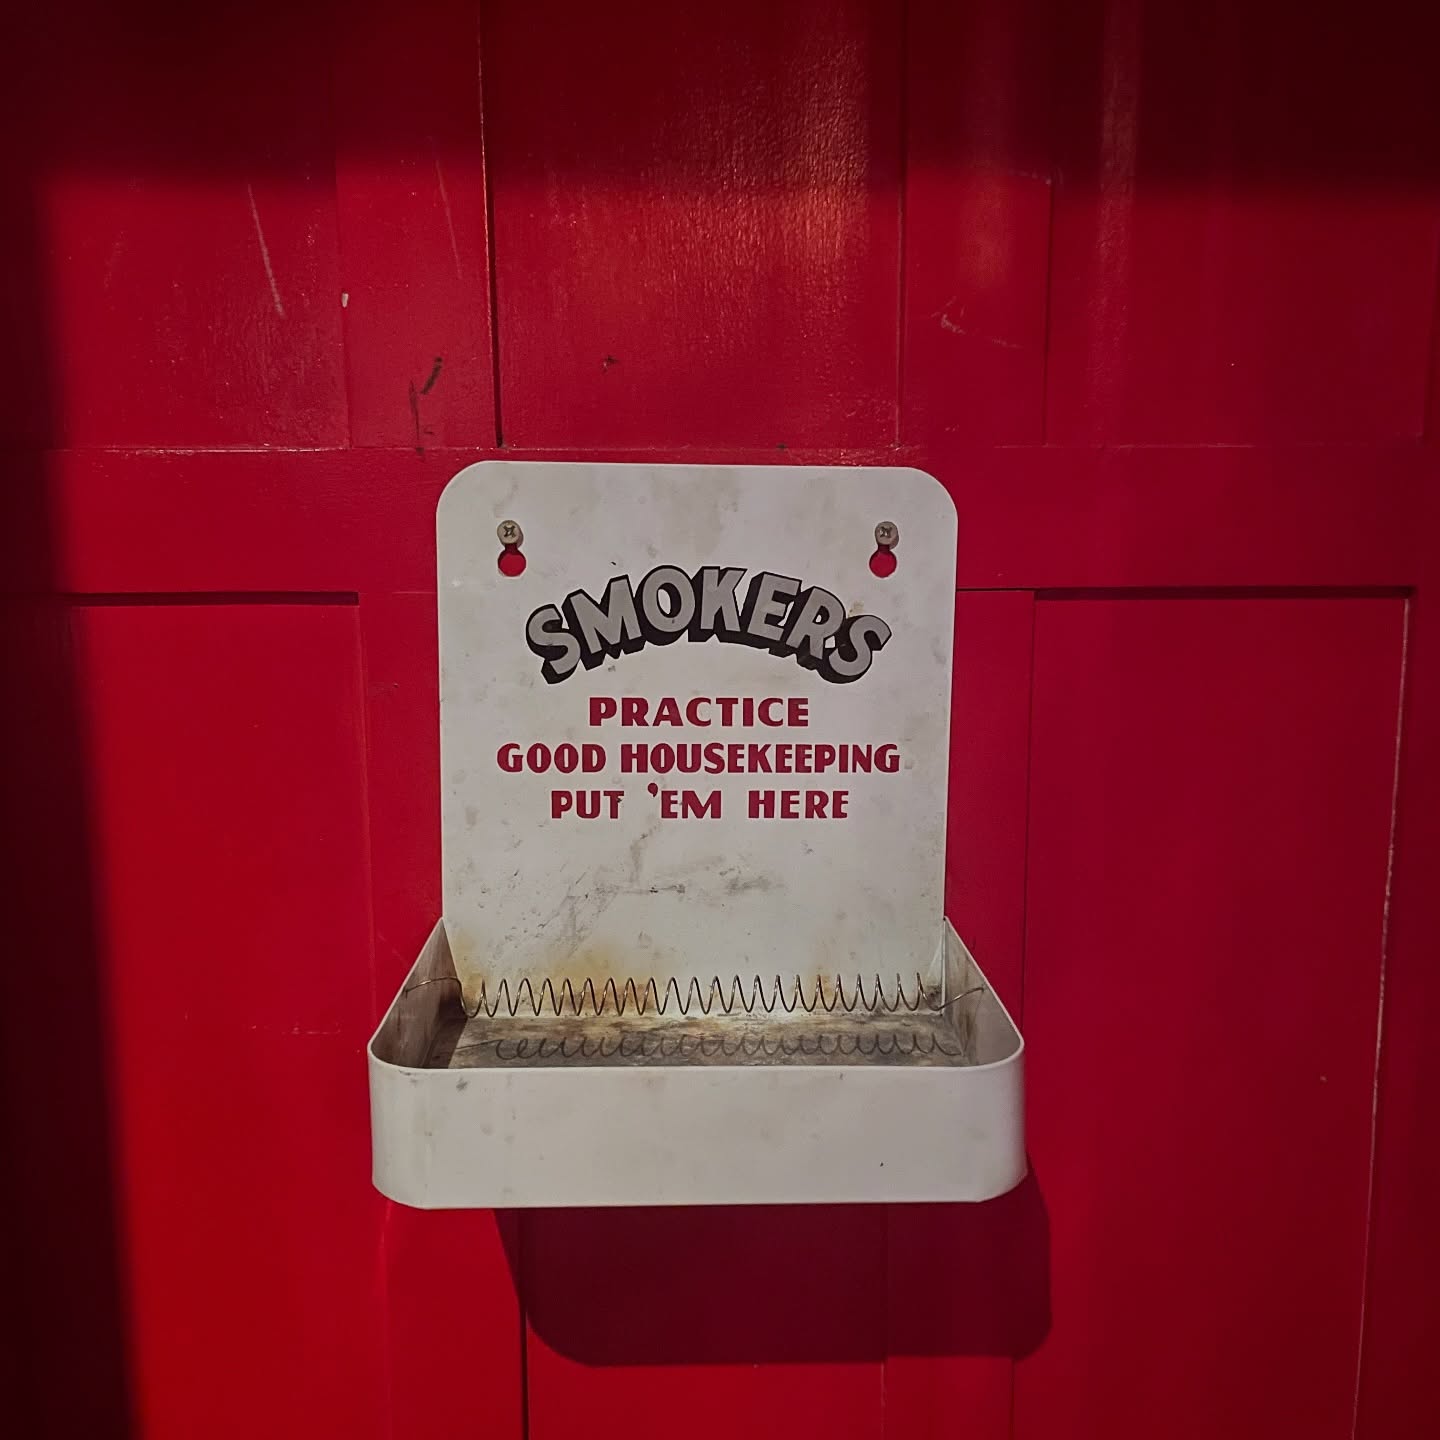 SMOKERS
PRACTICE
GOOD HOUSEKEEPING
PUT 'EM HERE